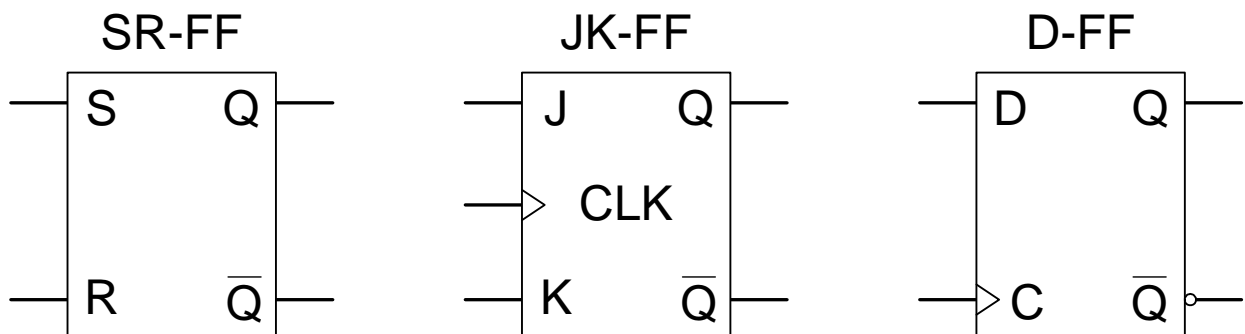 SR-FF JK-FF D-FF
S Q J Q D Q
CLK
R Q̅ K Q̅ C Q̅